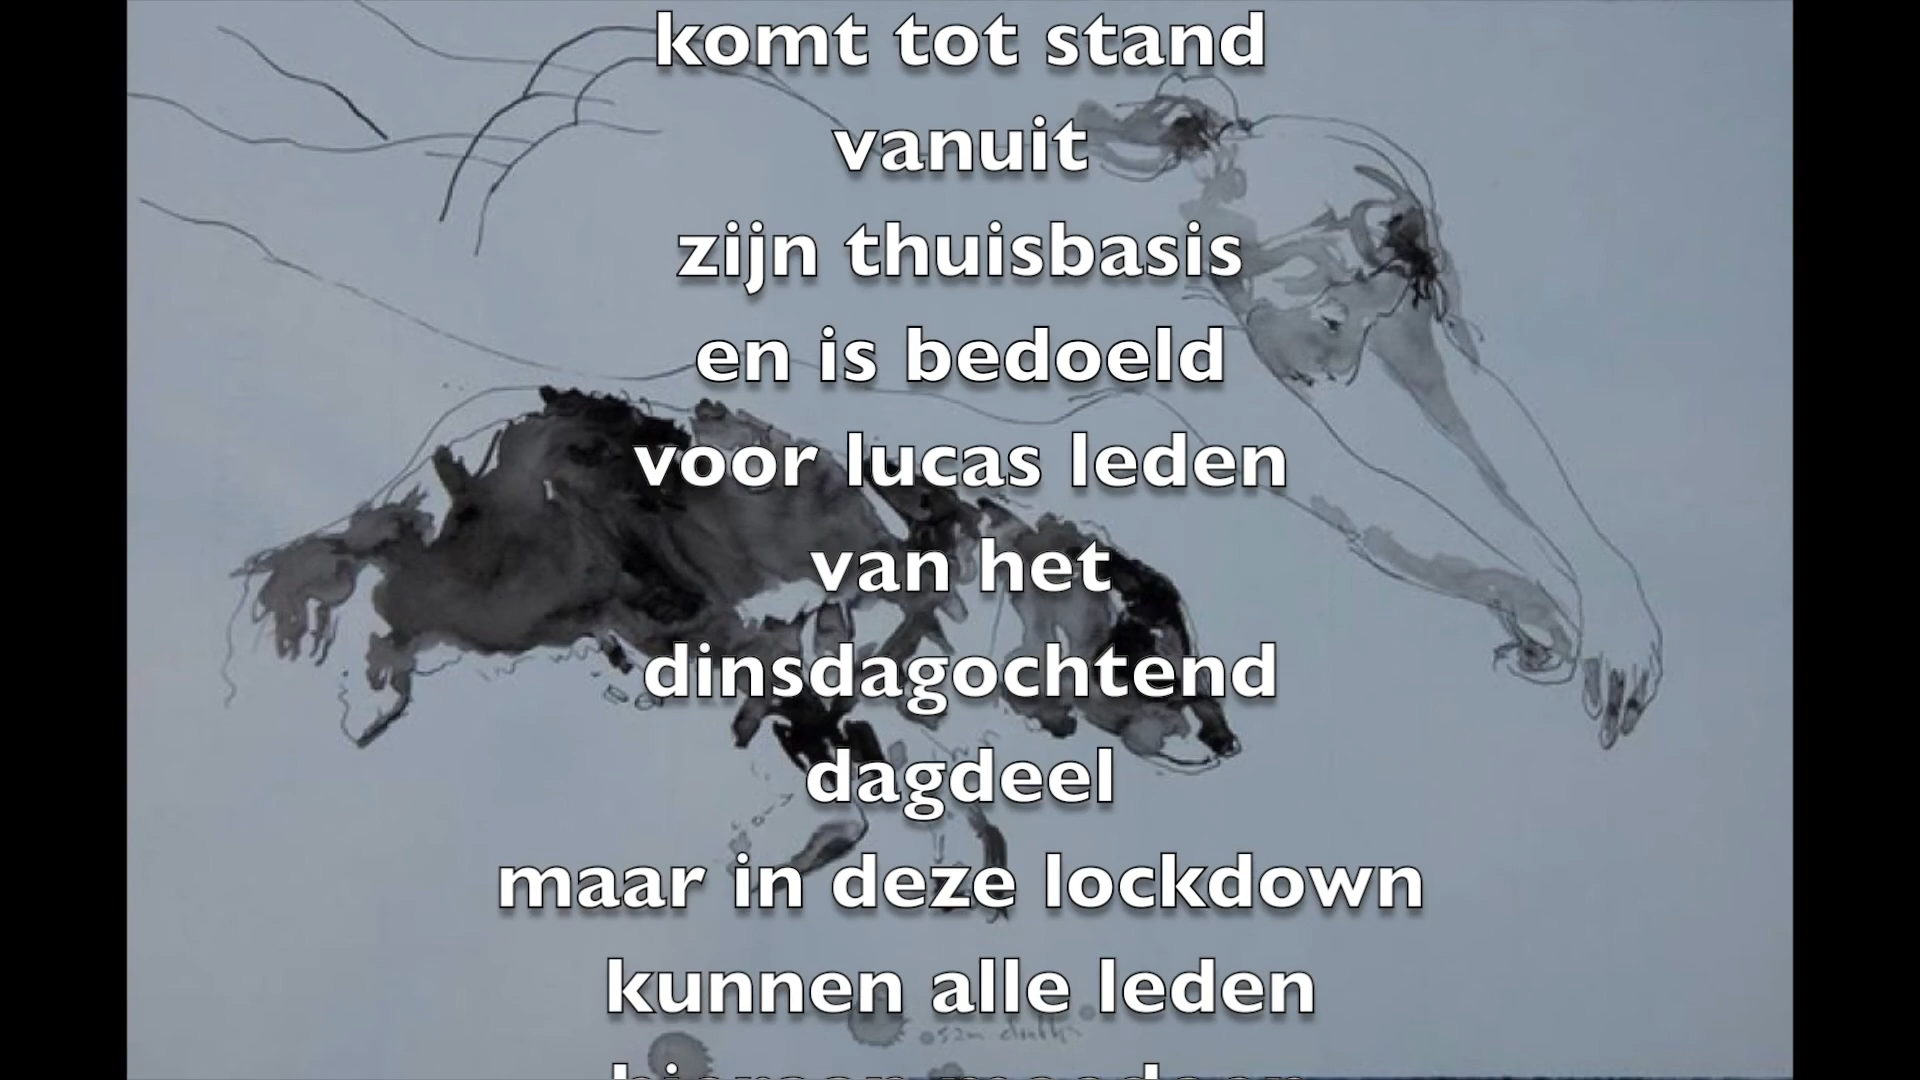 komt tot stand
vanuit
zijn thuisbasis
en is bedoeld
voor lucas leden
van het
dinsdagochtend
dagdeel
maar in deze lockdown
kunnen alle leden